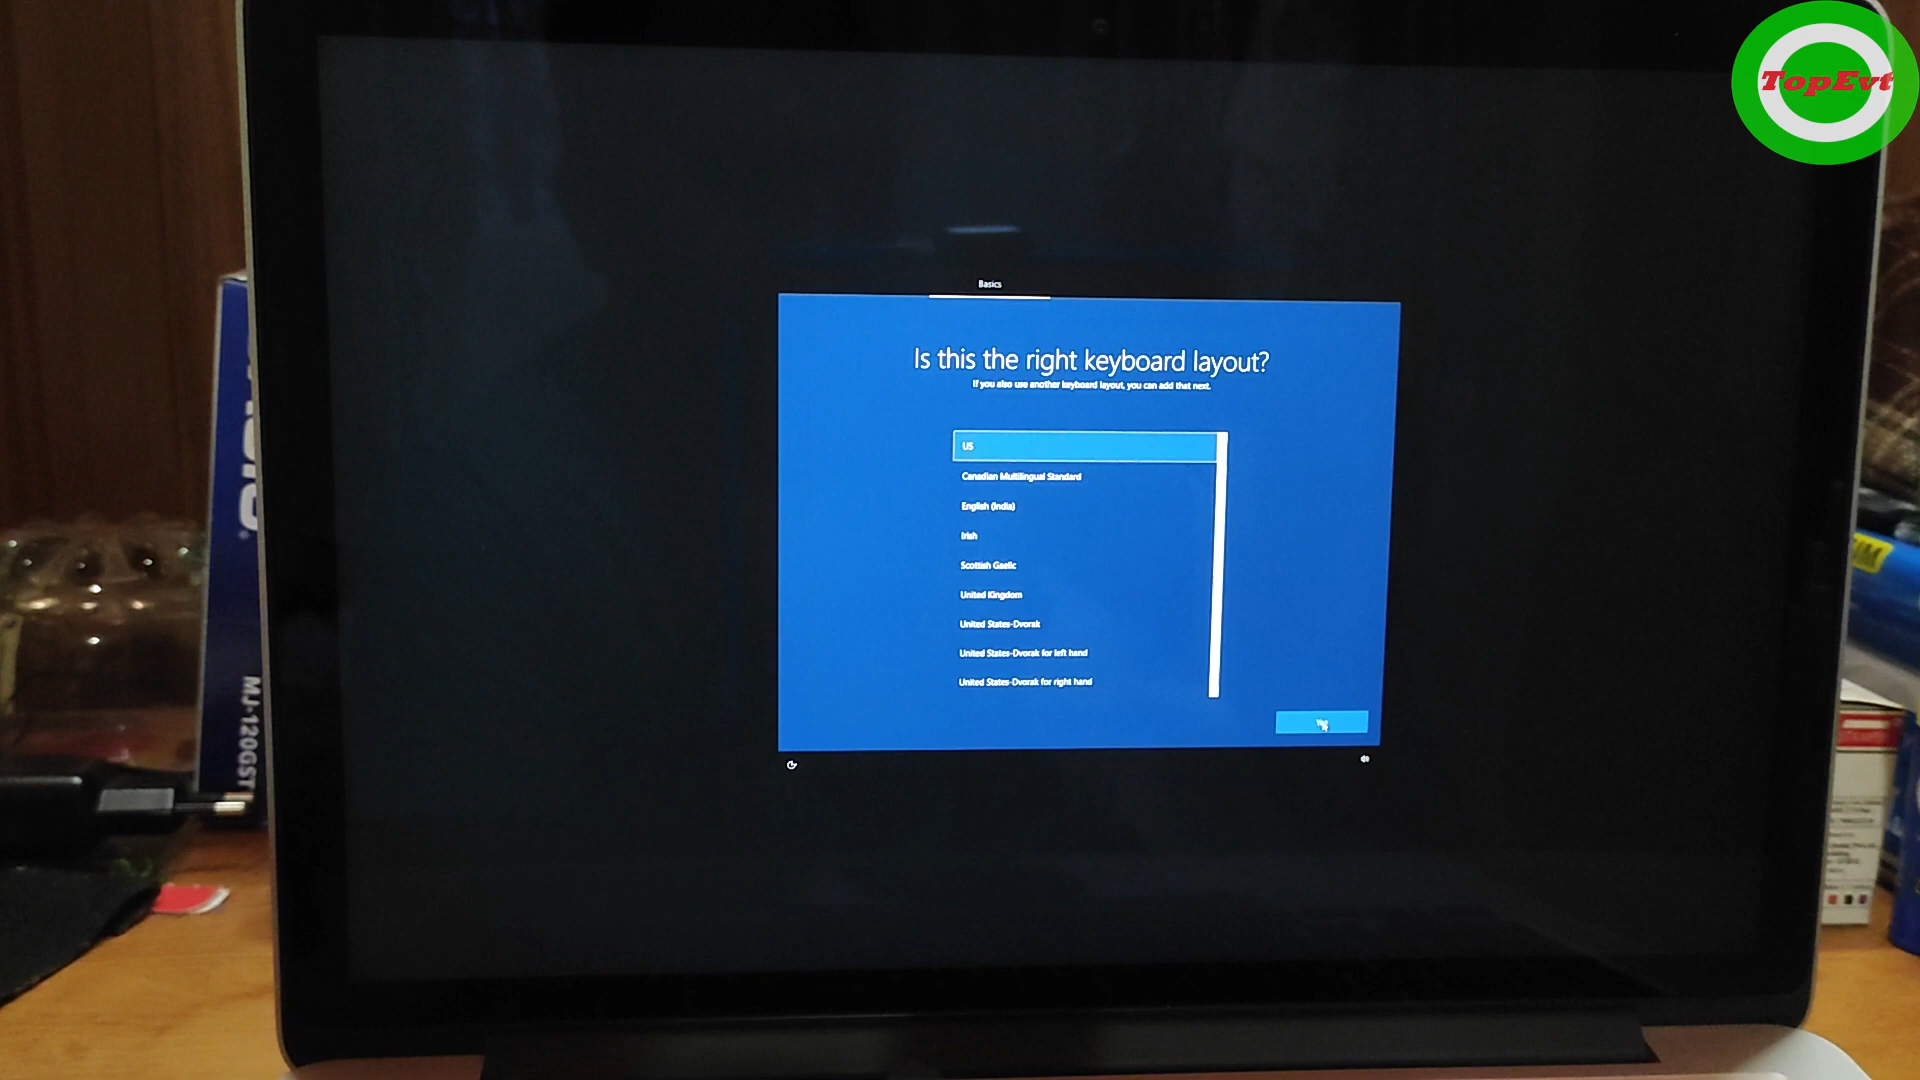 TopEvt
Basics
Is this the right keyboard layout?
If you also use another keyboard layout, you can add that next.
US
Canadian Multilingual Standard
English (India)
Irish
Scottish Gaelic
United Kingdom
United States-Dvorak
United States-Dvorak for left hand
United States-Dvorak for right hand
Yes
MJ-120GST